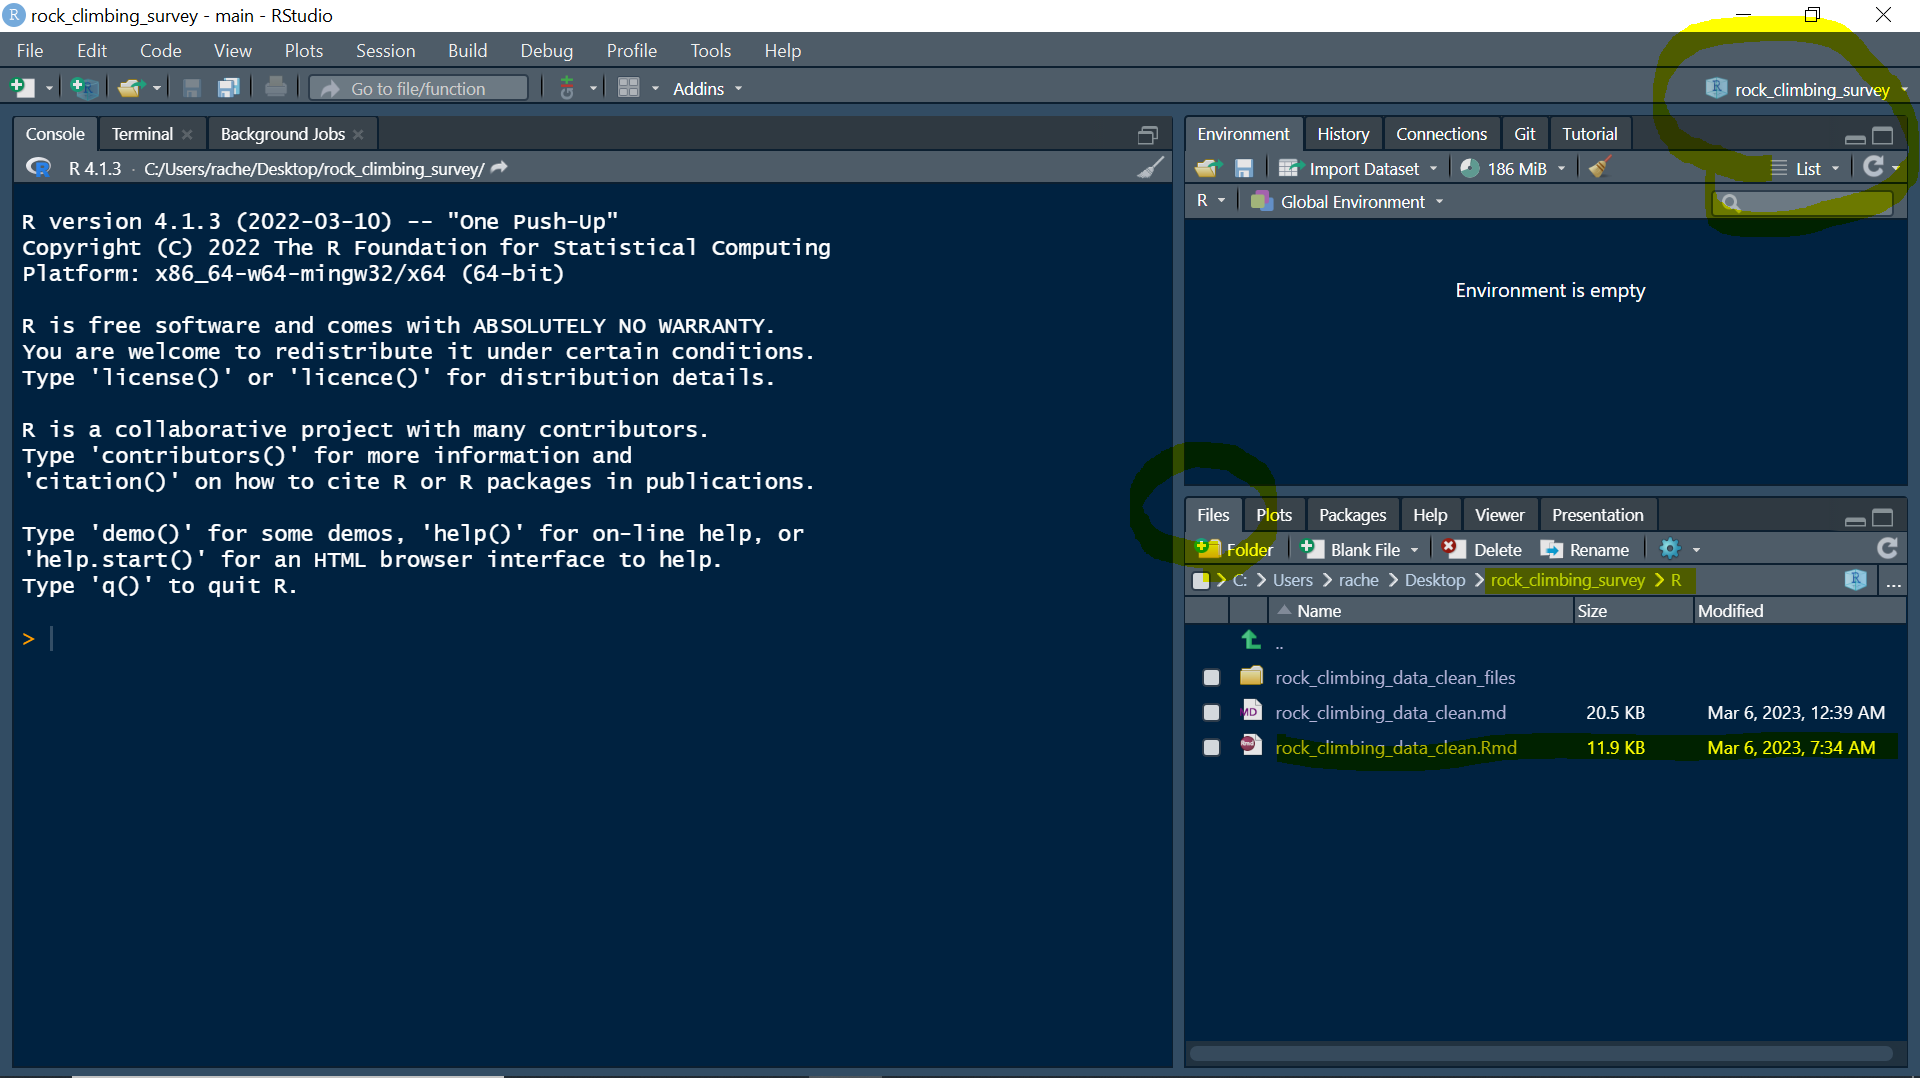 rock_climbing_survey - main - RStudio
File Edit Code View Plots Session Build Debug Profile Tools Help
Go to file/function Addins rock_climbing_survey
Console Terminal Background Jobs
R 4.1.3 · C:/Users/rache/Desktop/rock_climbing_survey/
R version 4.1.3 (2022-03-10) -- "One Push-Up"
Copyright (C) 2022 The R Foundation for Statistical Computing
Platform: x86_64-w64-mingw32/x64 (64-bit)
R is free software and comes with ABSOLUTELY NO WARRANTY.
You are welcome to redistribute it under certain conditions.
Type 'license()' or 'licence()' for distribution details.
R is a collaborative project with many contributors.
Type 'contributors()' for more information and
'citation()' on how to cite R or R packages in publications.
Type 'demo()' for some demos, 'help()' for on-line help, or
'help.start()' for an HTML browser interface to help.
Type 'q()' to quit R.
>
Environment History Connections Git Tutorial
Import Dataset 186 MiB List
R Global Environment
Environment is empty
Files Plots Packages Help Viewer Presentation
Folder Blank File Delete Rename
C: > Users > rache > Desktop > rock_climbing_survey > R ...
Name Size Modified
..
rock_climbing_data_clean_files
rock_climbing_data_clean.md 20.5 KB Mar 6, 2023, 12:39 AM
rock_climbing_data_clean.Rmd 11.9 KB Mar 6, 2023, 7:34 AM